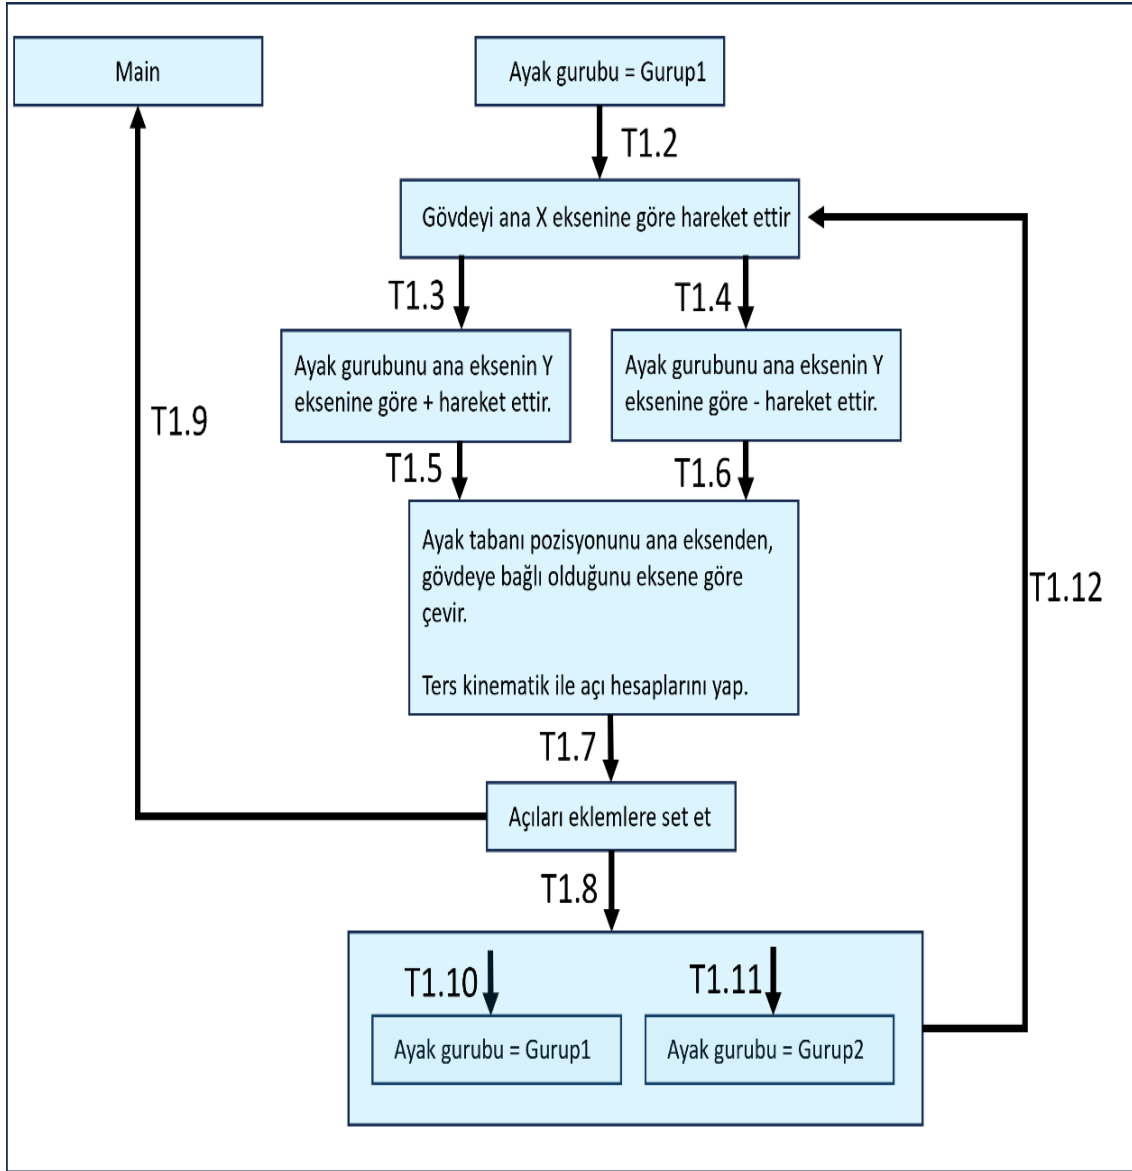 Main
Ayak gurubu = Gurup1
T1.2
Gövdeyi ana X eksenine göre hareket ettir
T1.3
T1.4
Ayak gurubunu ana eksenin Y
eksenine göre + hareket ettir.
Ayak gurubunu ana eksenin Y
eksenine göre - hareket ettir.
T1.9
T1.5
T1.6
Ayak tabanı pozisyonunu ana eksenden,
gövdeye bağlı olduğunu eksene göre
çevir.
Ters kinematik ile açı hesaplarını yap.
T1.12
T1.7
Açıları eklemlere set et
T1.8
T1.10
T1.11
Ayak gurubu = Gurup1
Ayak gurubu = Gurup2